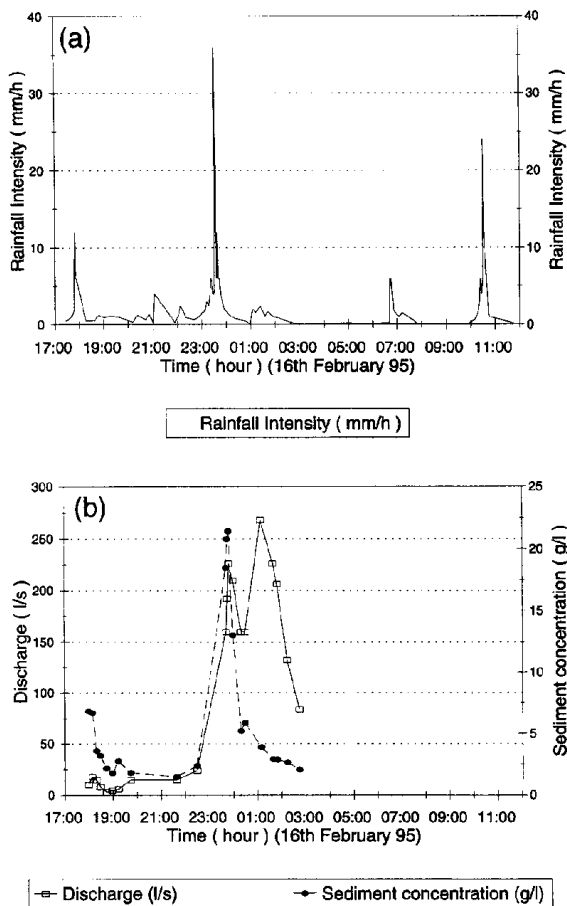 (a)
40
30
20
10
0
Rainfall Intensity ( mm/h )
40
30
20
10
0
Rainfall Intensity ( mm/h )
17:00 19:00 21:00 23:00 01:00 03:00 05:00 07:00 09:00 11:00
Time ( hour ) (16th February 95)
Rainfall Intensity ( mm/h )
(b)
300
250
200
150
100
50
0
Discharge ( l/s )
25
20
15
10
5
0
Sediment concentration ( g/l )
17:00 19:00 21:00 23:00 01:00 03:00 05:00 07:00 09:00 11:00
Time ( hour ) (16th February 95)
Discharge (l/s) Sediment concentration (g/l)